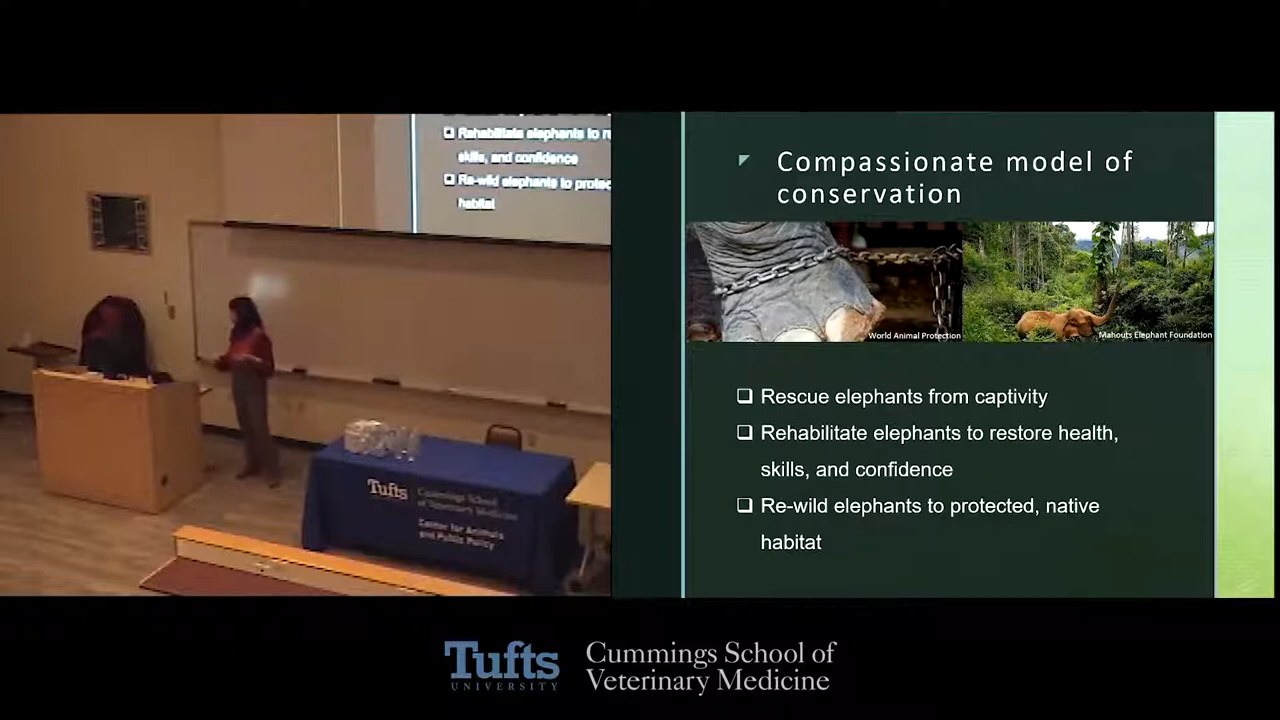 Rehabilitate elephants to
skills, and confidence
Re-wild elephants to protec
habitat
Tufts
Cummings School
of Veterinary Medicine
Center for Animals
and Public Policy
Compassionate model of
conservation
World Animal Protection
Mahouts Elephant Foundation
❑ Rescue elephants from captivity
❑ Rehabilitate elephants to restore health,
skills, and confidence
❑ Re-wild elephants to protected, native
habitat
Tufts
UNIVERSITY
Cummings School of
Veterinary Medicine